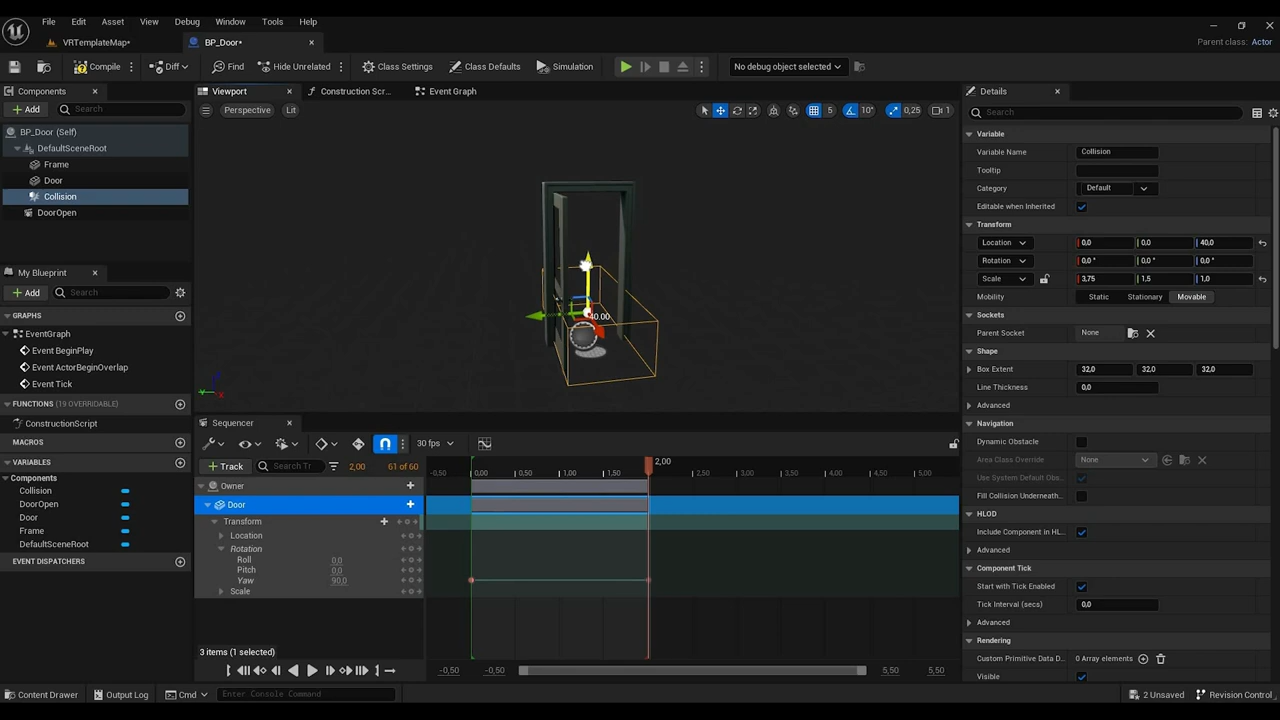 File Edit Asset View Debug Window Tools Help
VRTemplateMap* BP_Door* Parent class: Actor
Compile Diff Find Hide Unrelated Class Settings Class Defaults Simulation No debug object selected
Components Viewport Construction Scr... Event Graph Details
Add Search Perspective Lit 5 10° 0,25 1 Search
BP_Door (Self)
DefaultSceneRoot
Frame
Door
Collision
DoorOpen
Variable
Variable Name Collision
Tooltip
Category Default
Editable when Inherited
Transform
Location 0,0 0,0 40,0
Rotation 0,0 ° 0,0 ° 0,0 °
Scale 3,75 1,5 1,0
Mobility Static Stationary Movable
Sockets
Parent Socket None
Shape
Box Extent 32,0 32,0 32,0
Line Thickness 0,0
Advanced
Navigation
Dynamic Obstacle
Area Class Override None
Use System Default Obs...
Fill Collision Underneath...
HLOD
Include Component in HL...
Advanced
Component Tick
Start with Tick Enabled
Tick Interval (secs) 0,0
Advanced
Rendering
Custom Primitive Data D... 0 Array elements
Visible
40.00
My Blueprint
Add Search
GRAPHS
EventGraph
Event BeginPlay
Event ActorBeginOverlap
Event Tick
FUNCTIONS (19 OVERRIDABLE)
ConstructionScript
MACROS
VARIABLES
Components
Collision
DoorOpen
Door
Frame
DefaultSceneRoot
EVENT DISPATCHERS
Sequencer
30 fps
Track Search Tr 2,00 61 of 60
2,00
-0,50 0,00 0,50 1,00 1,50 2,50 3,00 3,50 4,00 4,50 5,00
Owner
Door
Transform
Location
Rotation
Roll 0,0
Pitch 0,0
Yaw 90,0
Scale
3 items (1 selected)
-0,50 -0,50 5,50 5,50
Content Drawer Output Log Cmd Enter Console Command 2 Unsaved Revision Control